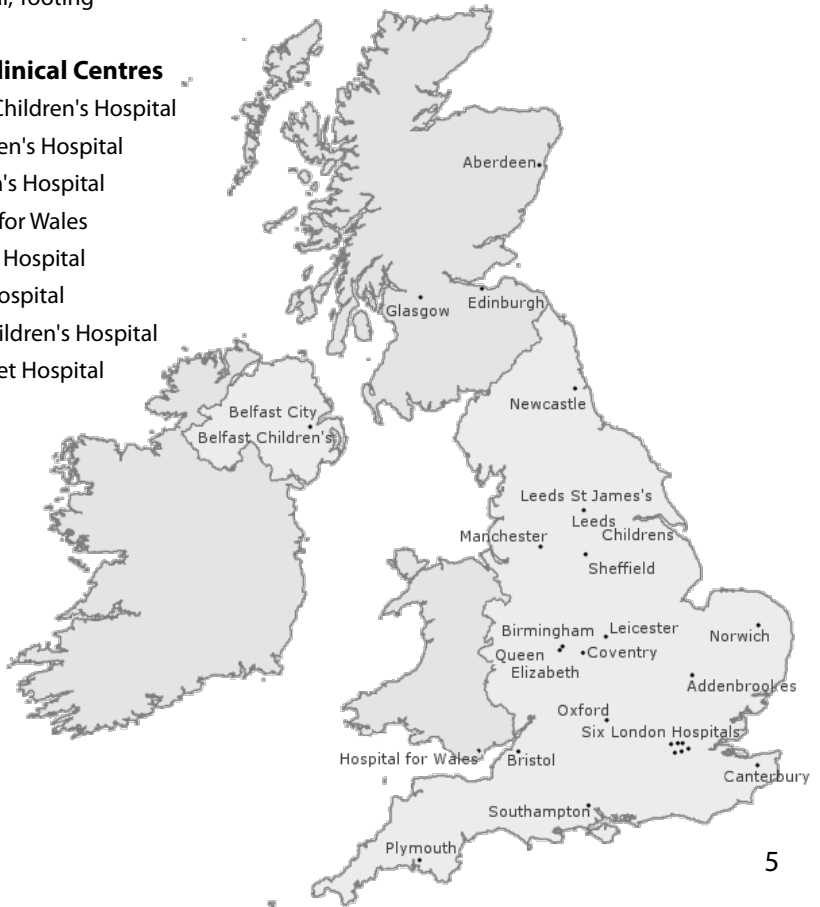 linical Centres
Children's Hospital
en's Hospital
's Hospital
for Wales
Hospital
ospital
ildren's Hospital
et Hospital
Aberdeen
Glasgow
Edinburgh
Newcastle
Belfast City
Belfast Children's
Leeds St James's
Leeds Childrens
Manchester
Sheffield
Birmingham
Leicester
Norwich
Queen Elizabeth
Coventry
Addenbrookes
Oxford
Six London Hospitals
Hospital for Wales
Bristol
Canterbury
Southampton
Plymouth
5